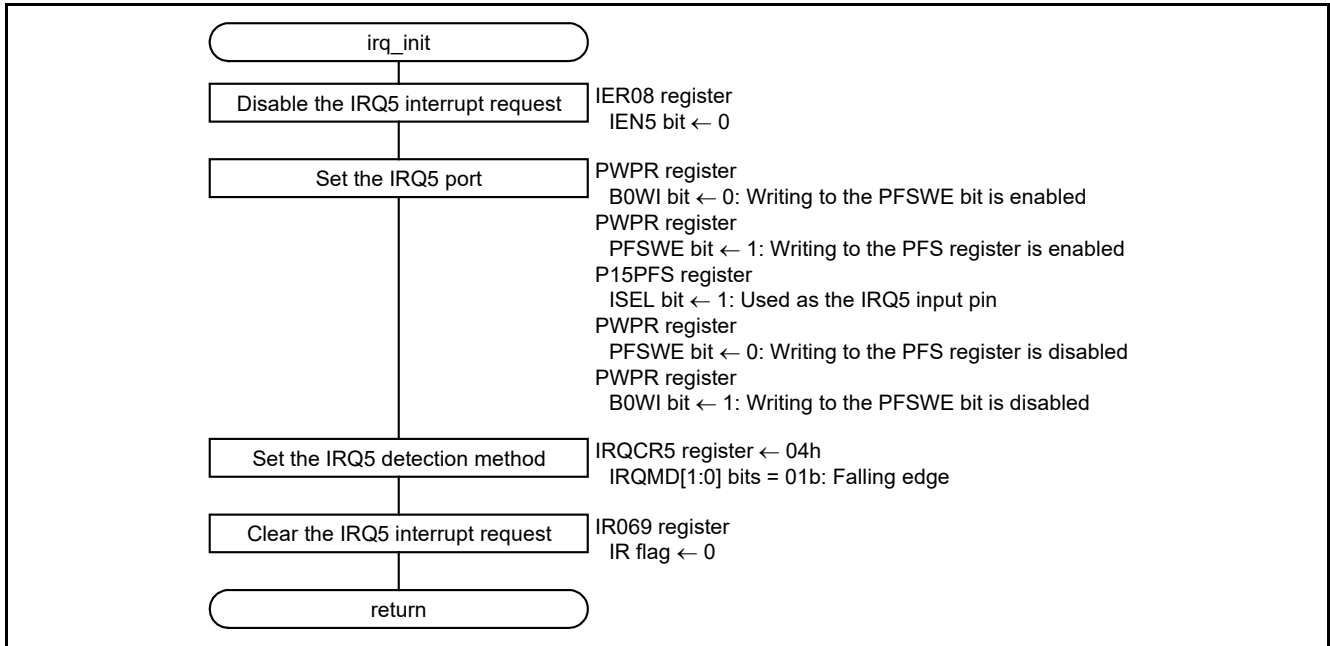 irq_init
Disable the IRQ5 interrupt request
IER08 register
IEN5 bit ← 0
Set the IRQ5 port
PWPR register
B0WI bit ← 0: Writing to the PFSWE bit is enabled
PWPR register
PFSWE bit ← 1: Writing to the PFS register is enabled
P15PFS register
ISEL bit ← 1: Used as the IRQ5 input pin
PWPR register
PFSWE bit ← 0: Writing to the PFS register is disabled
PWPR register
B0WI bit ← 1: Writing to the PFSWE bit is disabled
Set the IRQ5 detection method
IRQCR5 register ← 04h
IRQMD[1:0] bits = 01b: Falling edge
Clear the IRQ5 interrupt request
IR069 register
IR flag ← 0
return